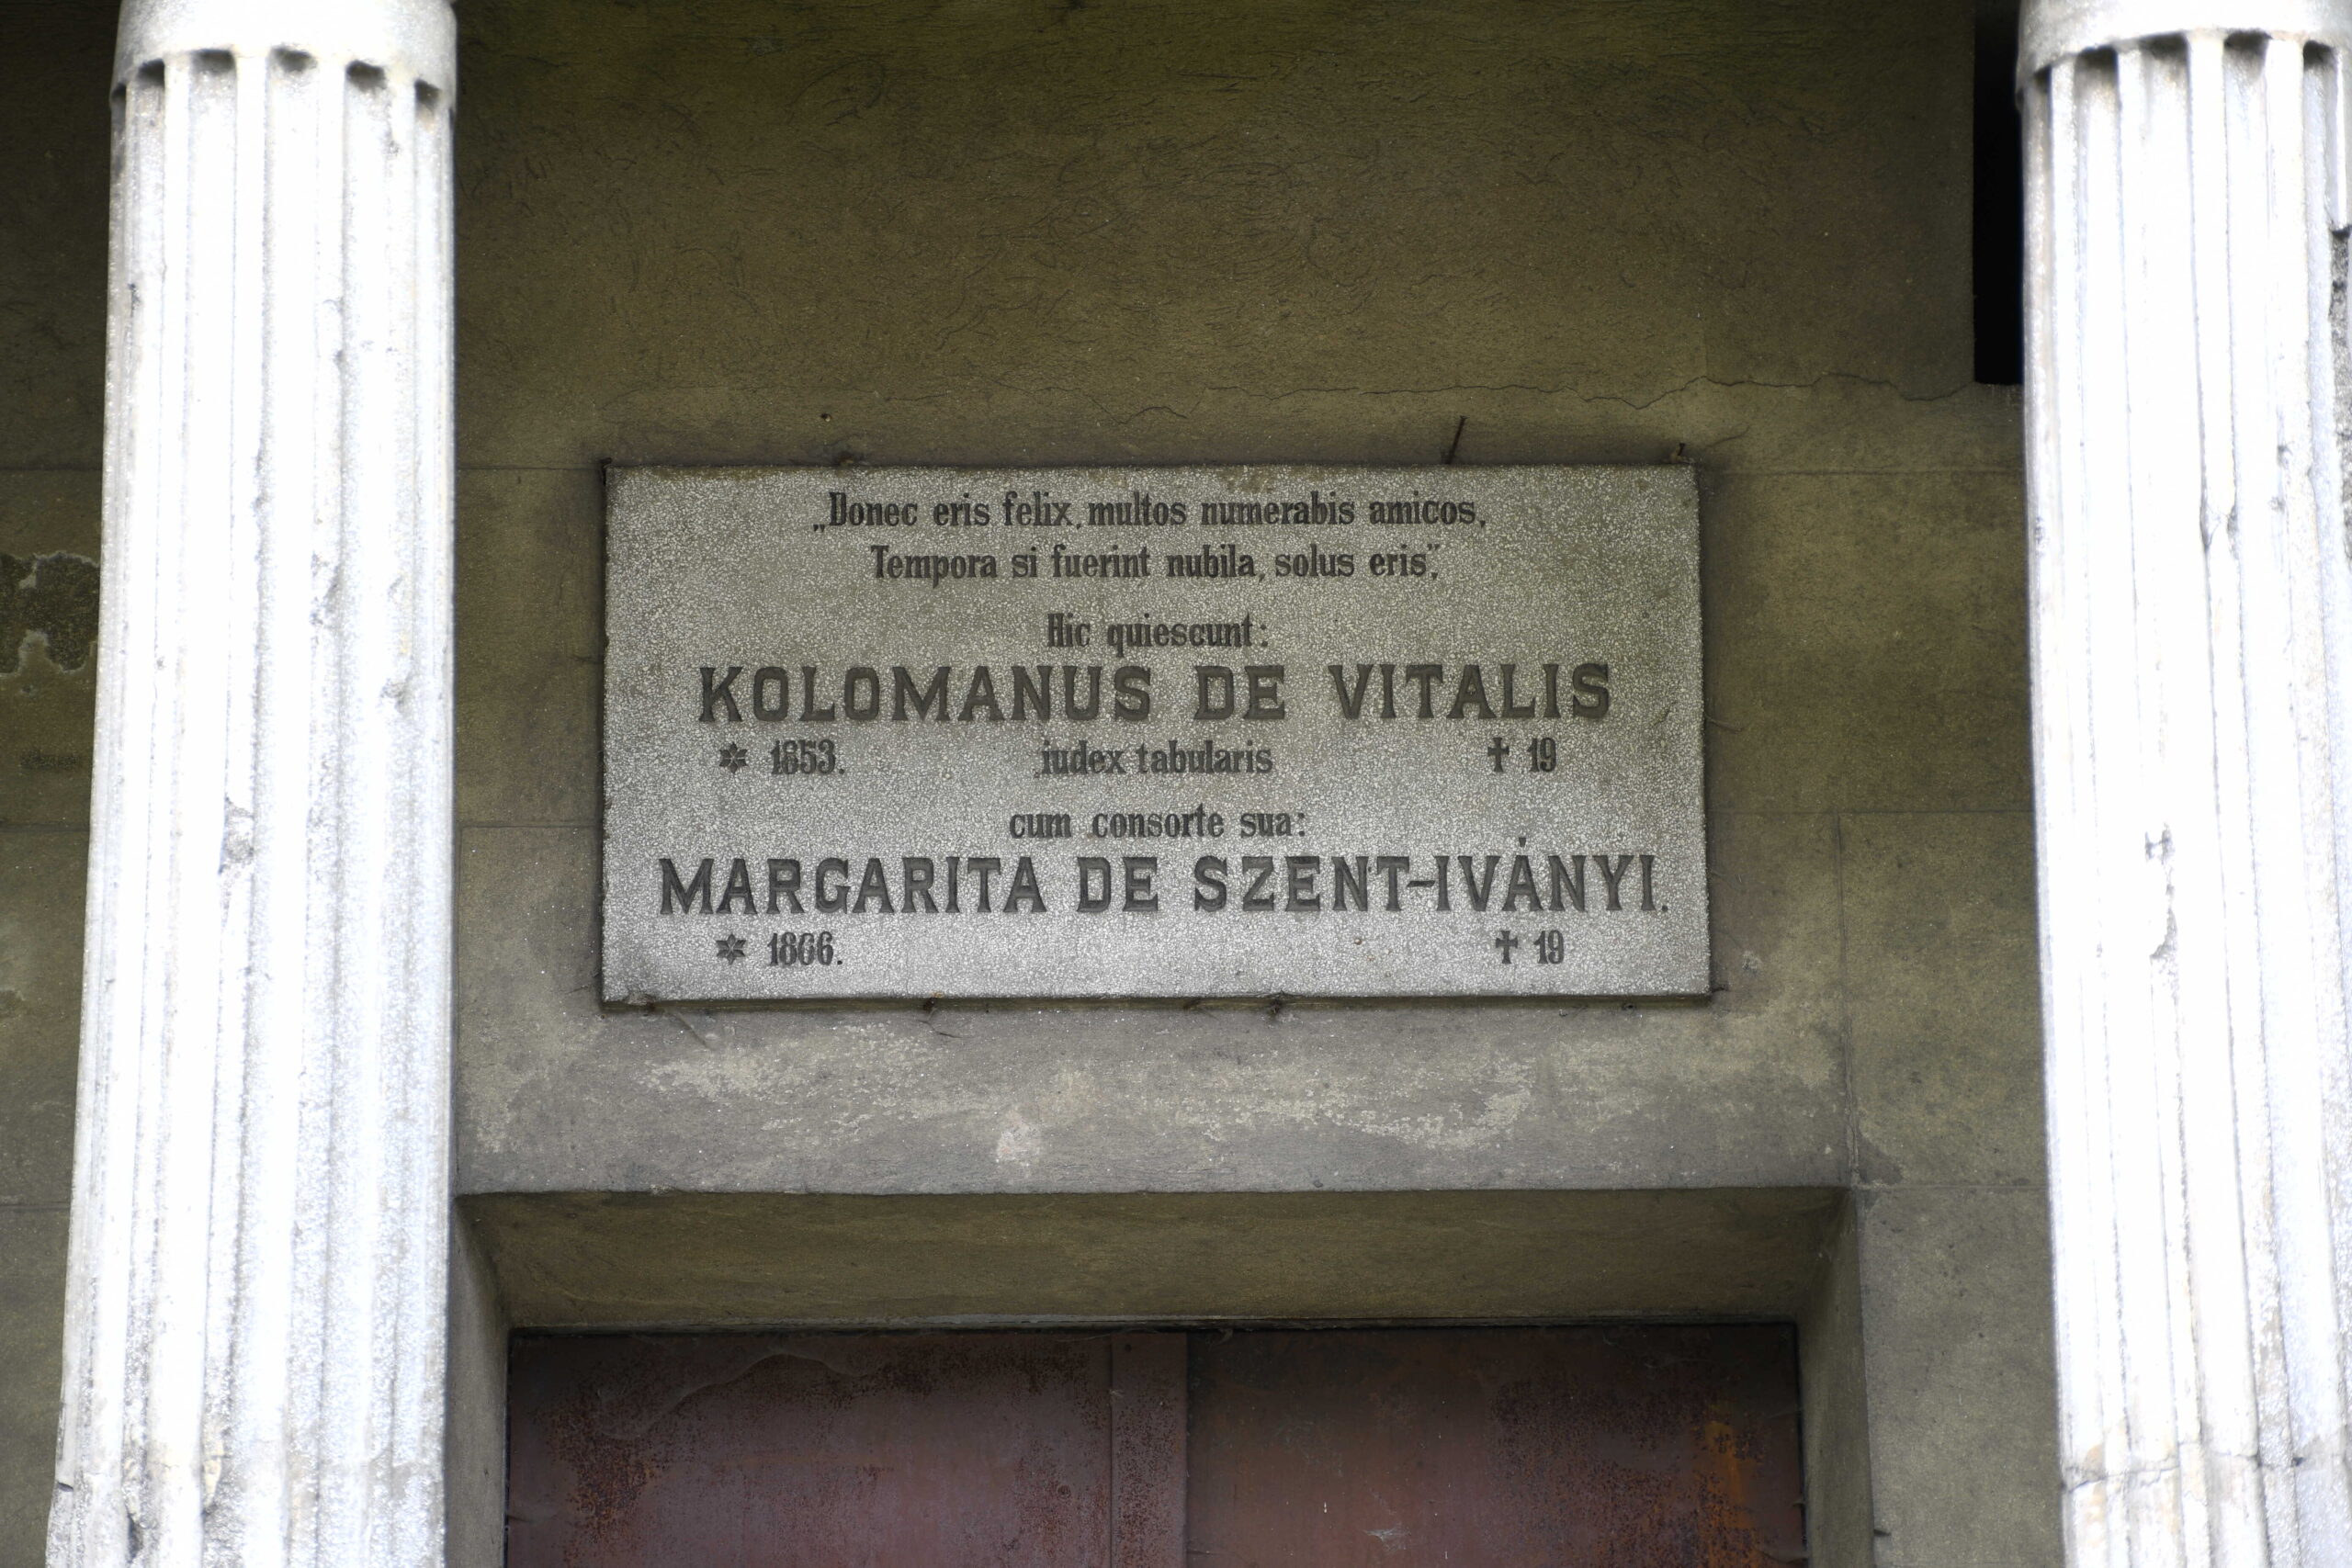 „Donec eris felix, multos numerabis amicos,
Tempora si fuerint nubila, solus eris”,
Hic quiescunt:
KOLOMANUS DE VITALIS
* 1853. iudex tabularis † 19
cum consorte sua:
MARGARITA DE SZENT-IVÁNYI.
* 1866. † 19